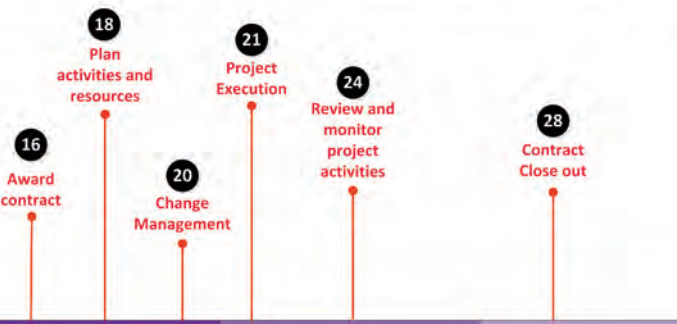 16
Award
contract
18
Plan
activities and
resources
20
Change
Management
21
Project
Execution
24
Review and
monitor
project
activities
28
Contract
Close out